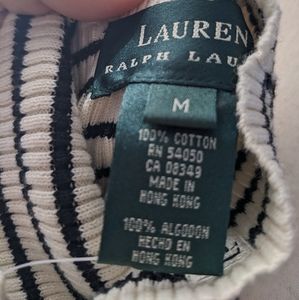 LAUREN
RALPH LAU
M
100% COTTON
RN 54050
CA 08349
MADE IN
HONG KONG
100% ALGODON
HECHO EN
HONG KONG